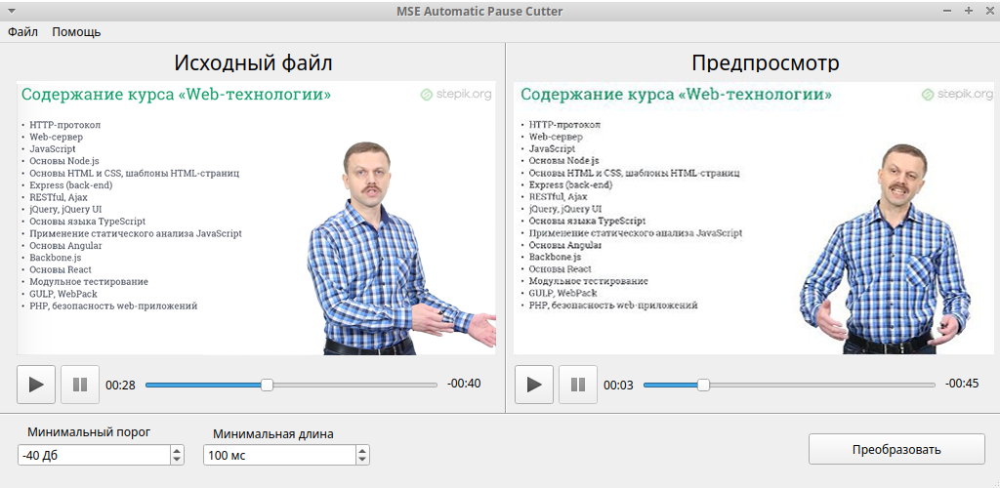 MSE Automatic Pause Cutter
Файл Помощь
Исходный файл
Содержание курса «Web-технологии»
stepik.org
• HTTP-протокол
• Web-сервер
• JavaScript
• Основы Node.js
• Основы HTML и CSS, шаблоны HTML-страниц
• Express (back-end)
• RESTful, Ajax
• jQuery, jQuery UI
• Основы языка TypeScript
• Применение статического анализа JavaScript
• Основы Angular
• Backbone.js
• Основы React
• Модульное тестирование
• GULP, WebPack
• PHP, безопасность web-приложений
00:28
-00:40
Предпросмотр
Содержание курса «Web-технологии»
stepik.org
• HTTP-протокол
• Web-сервер
• JavaScript
• Основы Node.js
• Основы HTML и CSS, шаблоны HTML-страниц
• Express (back-end)
• RESTful, Ajax
• jQuery, jQuery UI
• Основы языка TypeScript
• Применение статического анализа JavaScript
• Основы Angular
• Backbone.js
• Основы React
• Модульное тестирование
• GULP, WebPack
• PHP, безопасность web-приложений
00:03
-00:45
Минимальный порог
-40 Дб
Минимальная длина
100 мс
Преобразовать